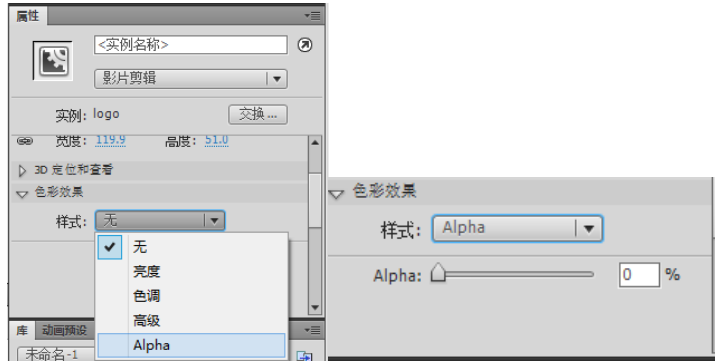 属性
<实例名称>
影片剪辑
实例: logo
交换...
宽度: 119.9 高度: 51.0
3D 定位和查看
色彩效果
样式: 无
无
亮度
色调
高级
Alpha
库 动画预设
未命名-1
色彩效果
样式: Alpha
Alpha: 0 %